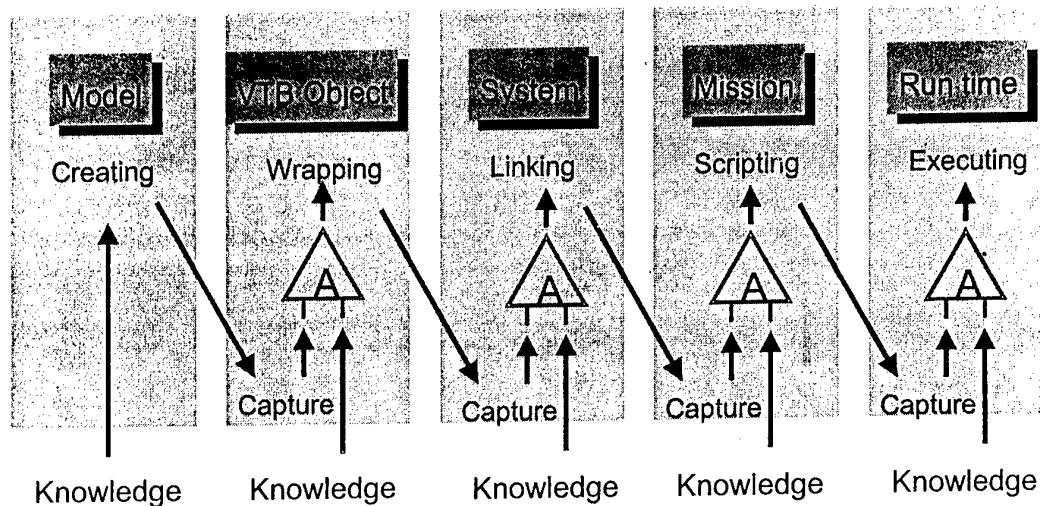 Model VTB Object System Mission Run time
Creating Wrapping Linking Scripting Executing
A A A A
Capture Capture Capture Capture
Knowledge Knowledge Knowledge Knowledge Knowledge